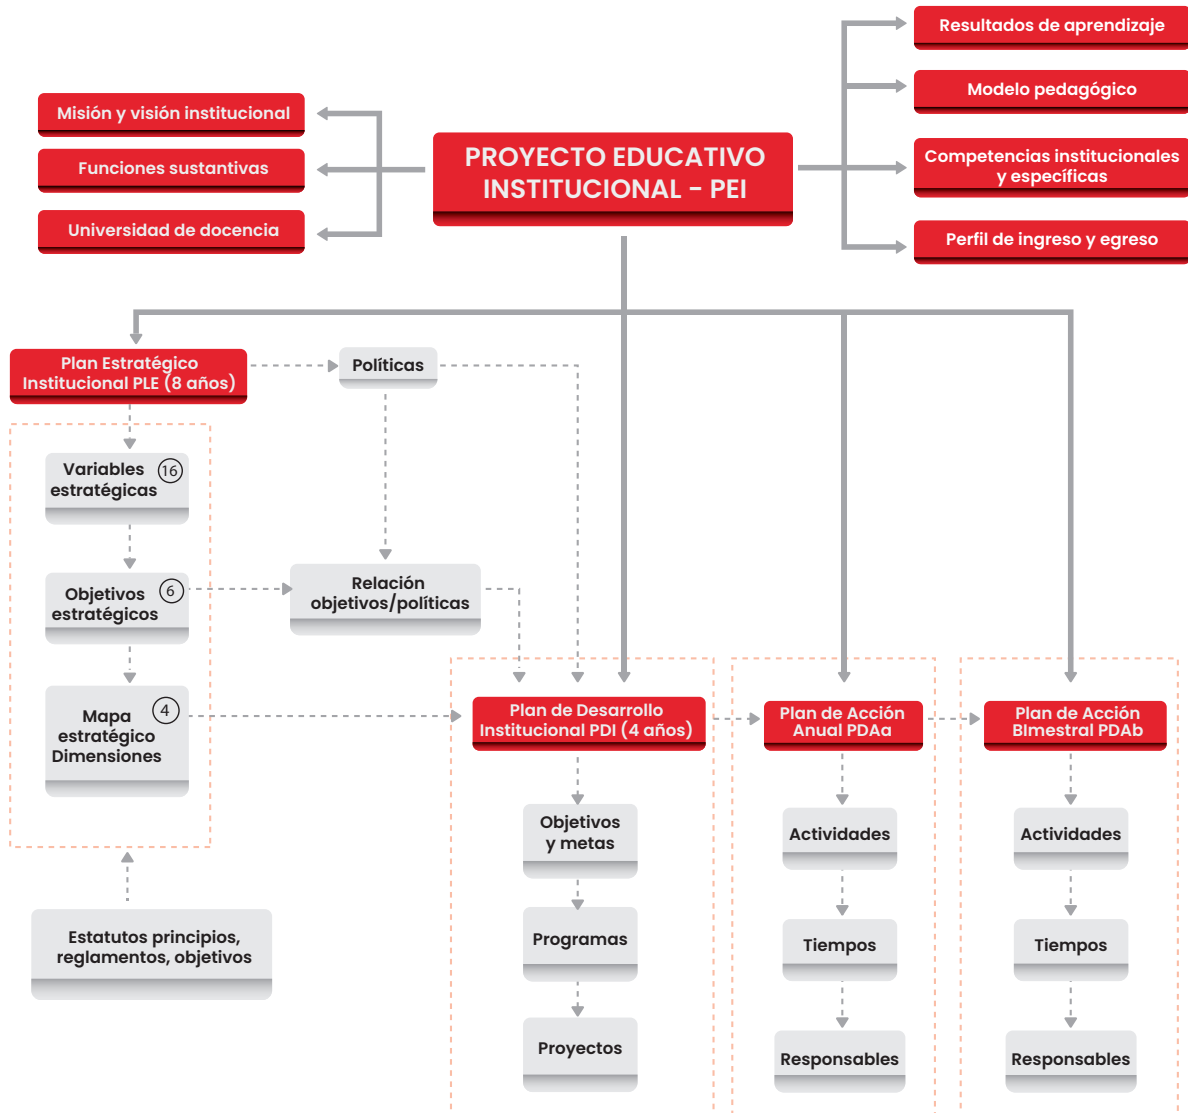 Resultados de aprendizaje
Modelo pedagógico
Misión y visión institucional
PROYECTO EDUCATIVO
INSTITUCIONAL - PEI
Competencias institucionales
y específicas
Funciones sustantivas
Universidad de docencia
Perfil de ingreso y egreso
Plan Estratégico
Institucional PLE (8 años)
Políticas
Variables
estratégicas
16
Objetivos
estratégicos
6
Relación
objetivos/políticas
Mapa
estratégico
Dimensiones
4
Plan de Desarrollo
Institucional PDI (4 años)
Plan de Acción
Anual PDAa
Plan de Acción
BImestral PDAb
Objetivos
y metas
Actividades
Actividades
Estatutos principios,
reglamentos, objetivos
Programas
Tiempos
Tiempos
Proyectos
Responsables
Responsables